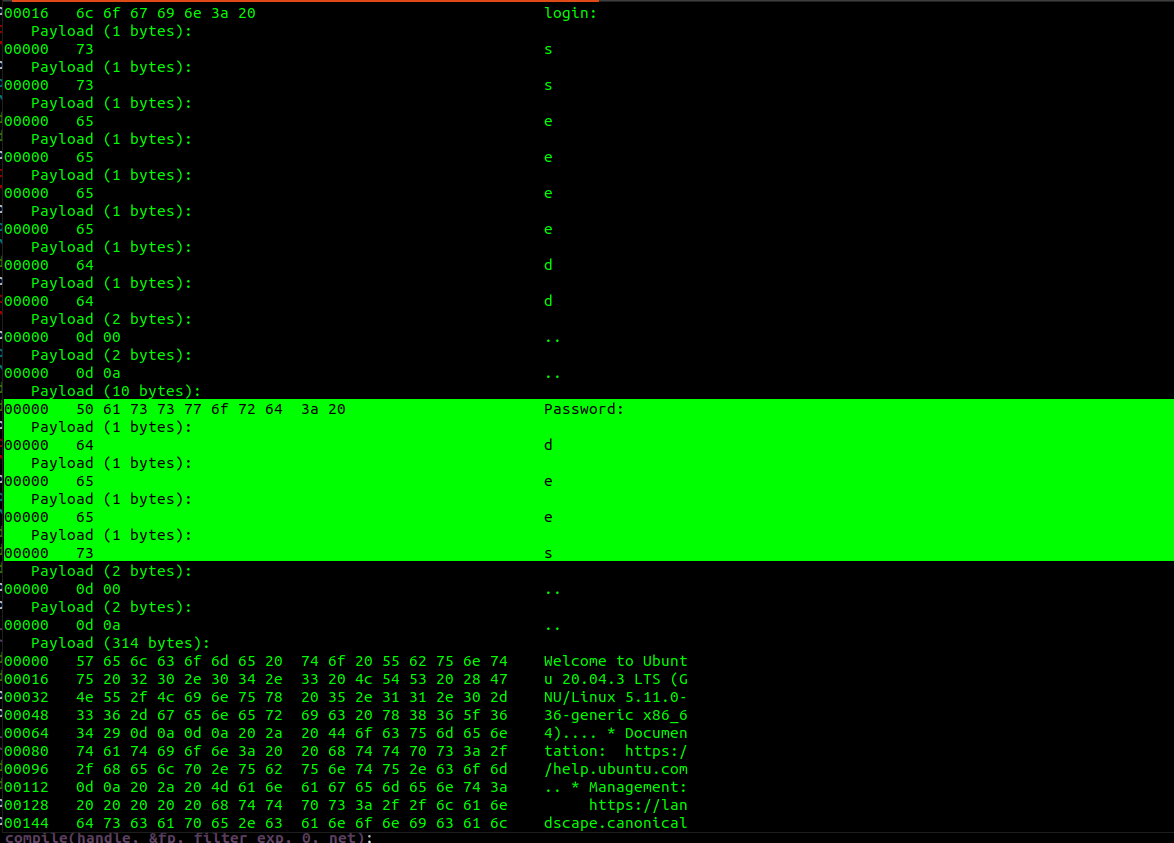 00016   6c 6f 67 69 6e 3a 20                                login:
   Payload (1 bytes):
00000   73                                                  s
   Payload (1 bytes):
00000   73                                                  s
   Payload (1 bytes):
00000   65                                                  e
   Payload (1 bytes):
00000   65                                                  e
   Payload (1 bytes):
00000   65                                                  e
   Payload (1 bytes):
00000   65                                                  e
   Payload (1 bytes):
00000   64                                                  d
   Payload (1 bytes):
00000   64                                                  d
   Payload (2 bytes):
00000   0d 00                                               ..
   Payload (2 bytes):
00000   0d 0a                                               ..
   Payload (10 bytes):
00000   50 61 73 73 77 6f 72 64  3a 20                      Password:
   Payload (1 bytes):
00000   64                                                  d
   Payload (1 bytes):
00000   65                                                  e
   Payload (1 bytes):
00000   65                                                  e
   Payload (1 bytes):
00000   73                                                  s
   Payload (2 bytes):
00000   0d 00                                               ..
   Payload (2 bytes):
00000   0d 0a                                               ..
   Payload (314 bytes):
00000   57 65 6c 63 6f 6d 65 20  74 6f 20 55 62 75 6e 74    Welcome to Ubunt
00016   75 20 32 30 2e 30 34 2e  33 20 4c 54 53 20 28 47    u 20.04.3 LTS (G
00032   4e 55 2f 4c 69 6e 75 78  20 35 2e 31 31 2e 30 2d    NU/Linux 5.11.0-
00048   33 36 2d 67 65 6e 65 72  69 63 20 78 38 36 5f 36    36-generic x86_6
00064   34 29 0d 0a 0d 0a 20 2a  20 44 6f 63 75 6d 65 6e    4).... * Documen
00080   74 61 74 69 6f 6e 3a 20  20 68 74 74 70 73 3a 2f    tation:  https:/
00096   2f 68 65 6c 70 2e 75 62  75 6e 74 75 2e 63 6f 6d    /help.ubuntu.com
00112   0d 0a 20 2a 20 4d 61 6e  61 67 65 6d 65 6e 74 3a    .. * Management:
00128   20 20 20 20 20 68 74 74  70 73 3a 2f 2f 6c 61 6e         https://lan
00144   64 73 63 61 70 65 2e 63  61 6e 6f 6e 69 63 61 6c    dscape.canonical
compile(handle, &fp, filter_exp, 0, net);